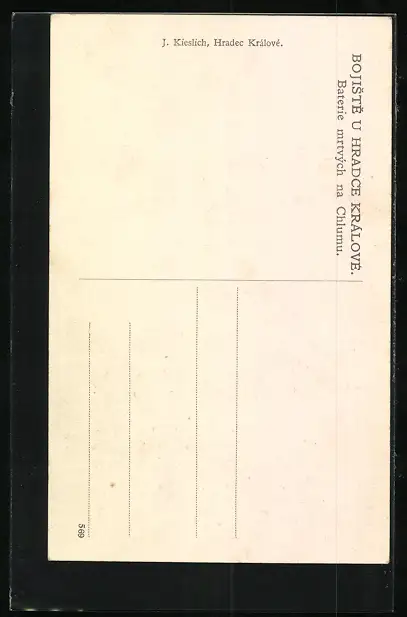 BOJIŠTĚ U HRADCE KRÁLOVÉ.
Baterie mrtvých na Chlumu.
J. Kieslich, Hradec Králové.
569